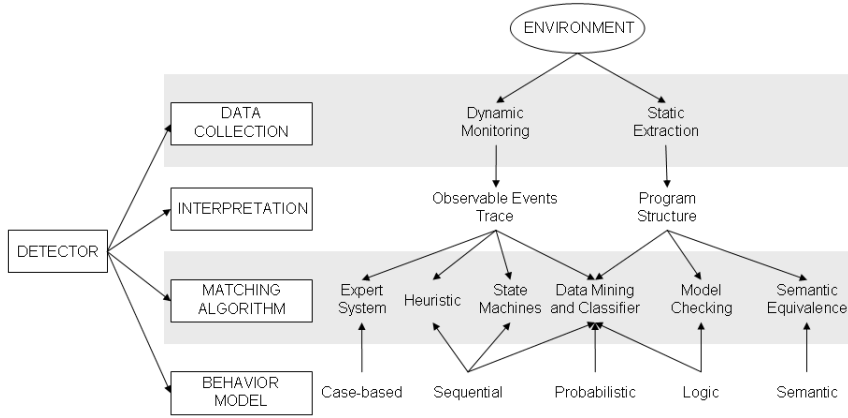 ENVIRONMENT
DATA
COLLECTION
Dynamic
Monitoring
Static
Extraction
INTERPRETATION
Observable Events
Trace
Program
Structure
DETECTOR
MATCHING
ALGORITHM
Expert
System
Heuristic
State
Machines
Data Mining
and Classifier
Model
Checking
Semantic
Equivalence
BEHAVIOR
MODEL
Case-based
Sequential
Probabilistic
Logic
Semantic